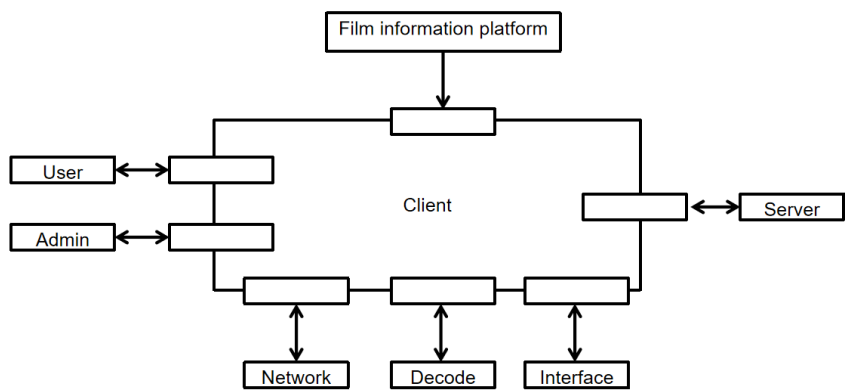 Film information platform
User
Client
Server
Admin
Network
Decode
Interface